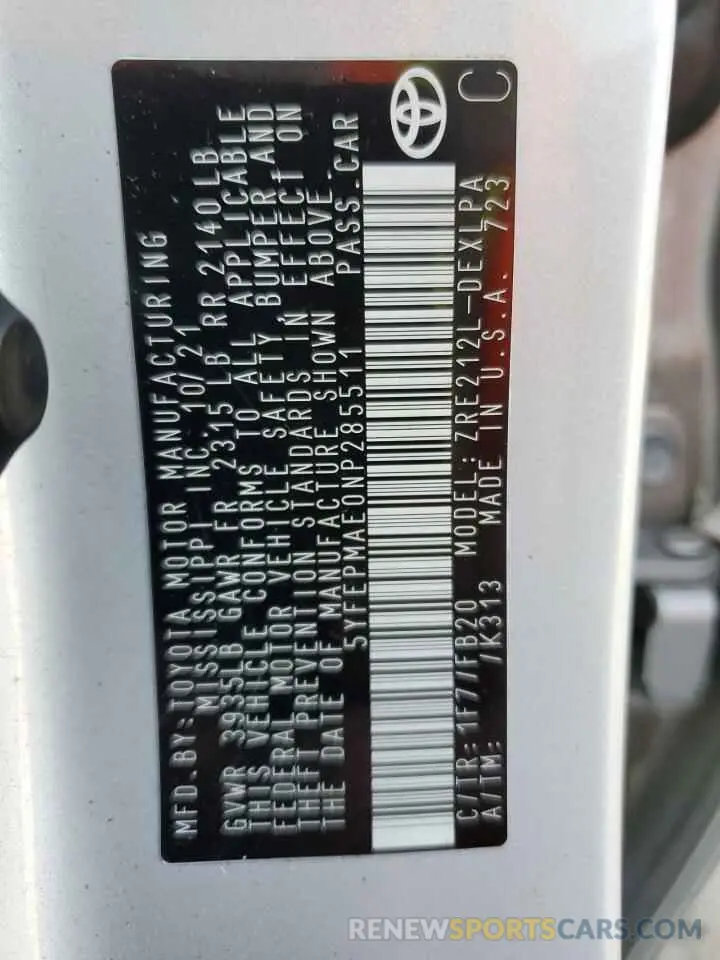 MFD.BY:TOYOTA MOTOR MANUFACTURING
MISSISSIPPI INC. 10/21
GVWR 3935LB GAWR FR 2315 LB RR 2140LB
THIS VEHICLE CONFORMS TO ALL APPLICABLE
FEDERAL MOTOR VEHICLE SAFETY, BUMPER AND
THEFT PREVENTION STANDARDS IN EFFECT ON
THE DATE OF MANUFACTURE SHOWN ABOVE.
5YFEPMAE0NP285511 PASS.CAR
C/TR:1F7/FB20 MODEL:ZRE212L-DEXLPA
A/TM: /K313 MADE IN U.S.A. 723
C
RENEWSPORTSCARS.COM